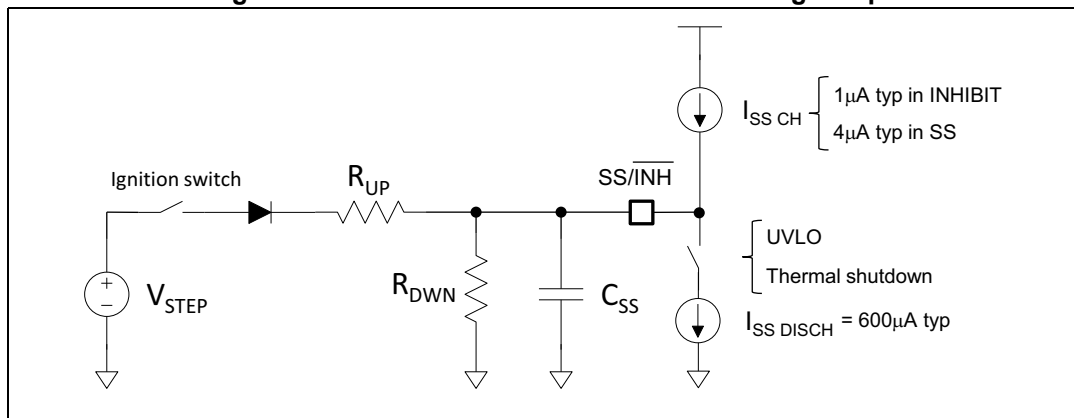 Ignition switch
R_UP
SS/INH
I_SS CH
1μA typ in INHIBIT
4μA typ in SS
V_STEP
+
−
R_DWN
C_SS
UVLO
Thermal shutdown
I_SS DISCH = 600μA typ